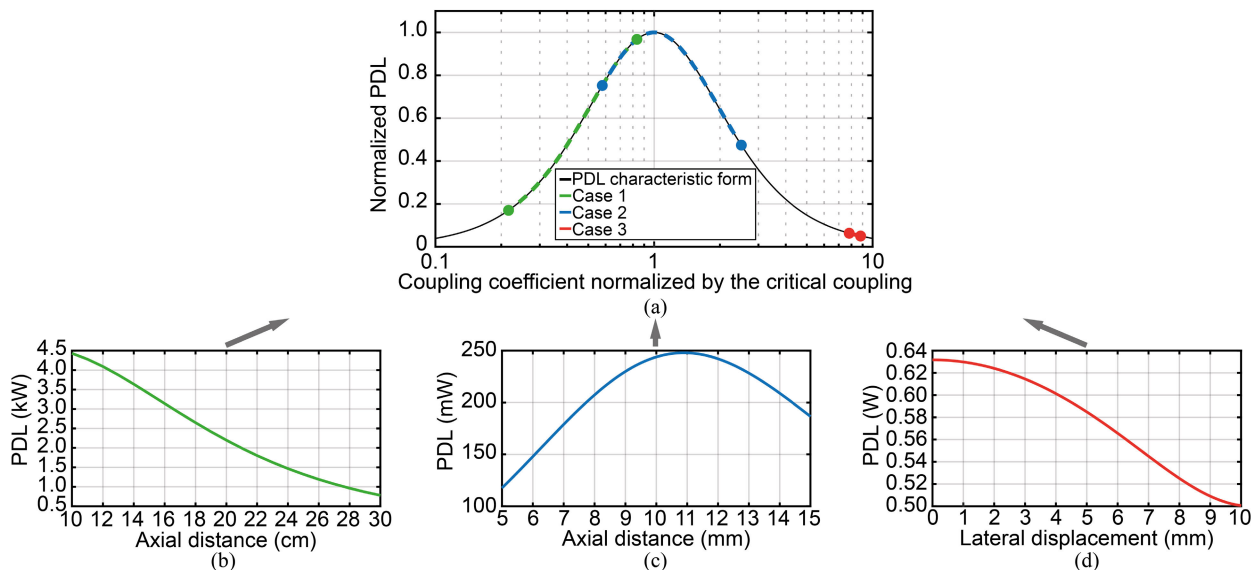 1.0
0.8
0.6
0.4
0.2
0
Normalized PDL
PDL characteristic form
Case 1
Case 2
Case 3
0.1 1 10
Coupling coefficient normalized by the critical coupling
(a)
4.5
4.0
3.5
3.0
2.5
2.0
1.5
1.0
0.5
PDL (kW)
10 12 14 16 18 20 22 24 26 28 30
Axial distance (cm)
(b)
250
200
150
100
PDL (mW)
5 6 7 8 9 10 11 12 13 14 15
Axial distance (mm)
(c)
0.64
0.62
0.60
0.58
0.56
0.54
0.52
0.50
PDL (W)
0 1 2 3 4 5 6 7 8 9 10
Lateral displacement (mm)
(d)